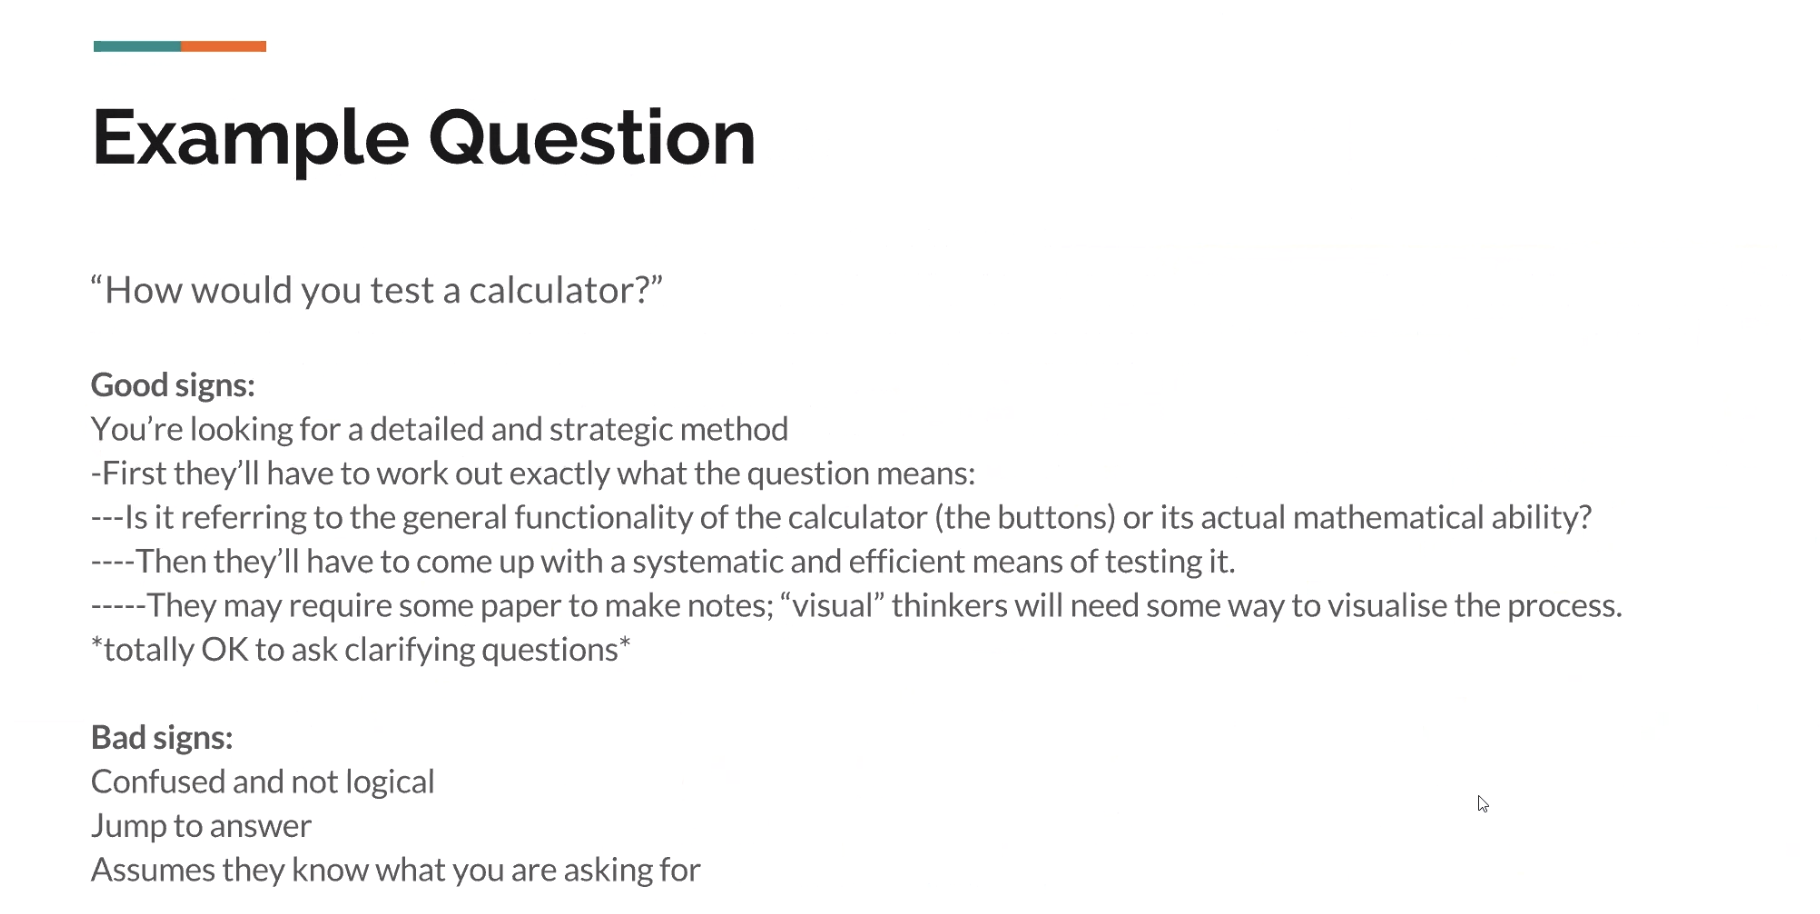 Example Question
“How would you test a calculator?”
Good signs:
You’re looking for a detailed and strategic method
-First they’ll have to work out exactly what the question means:
---Is it referring to the general functionality of the calculator (the buttons) or its actual mathematical ability?
----Then they’ll have to come up with a systematic and efficient means of testing it.
-----They may require some paper to make notes; “visual” thinkers will need some way to visualise the process.
*totally OK to ask clarifying questions*
Bad signs:
Confused and not logical
Jump to answer
Assumes they know what you are asking for